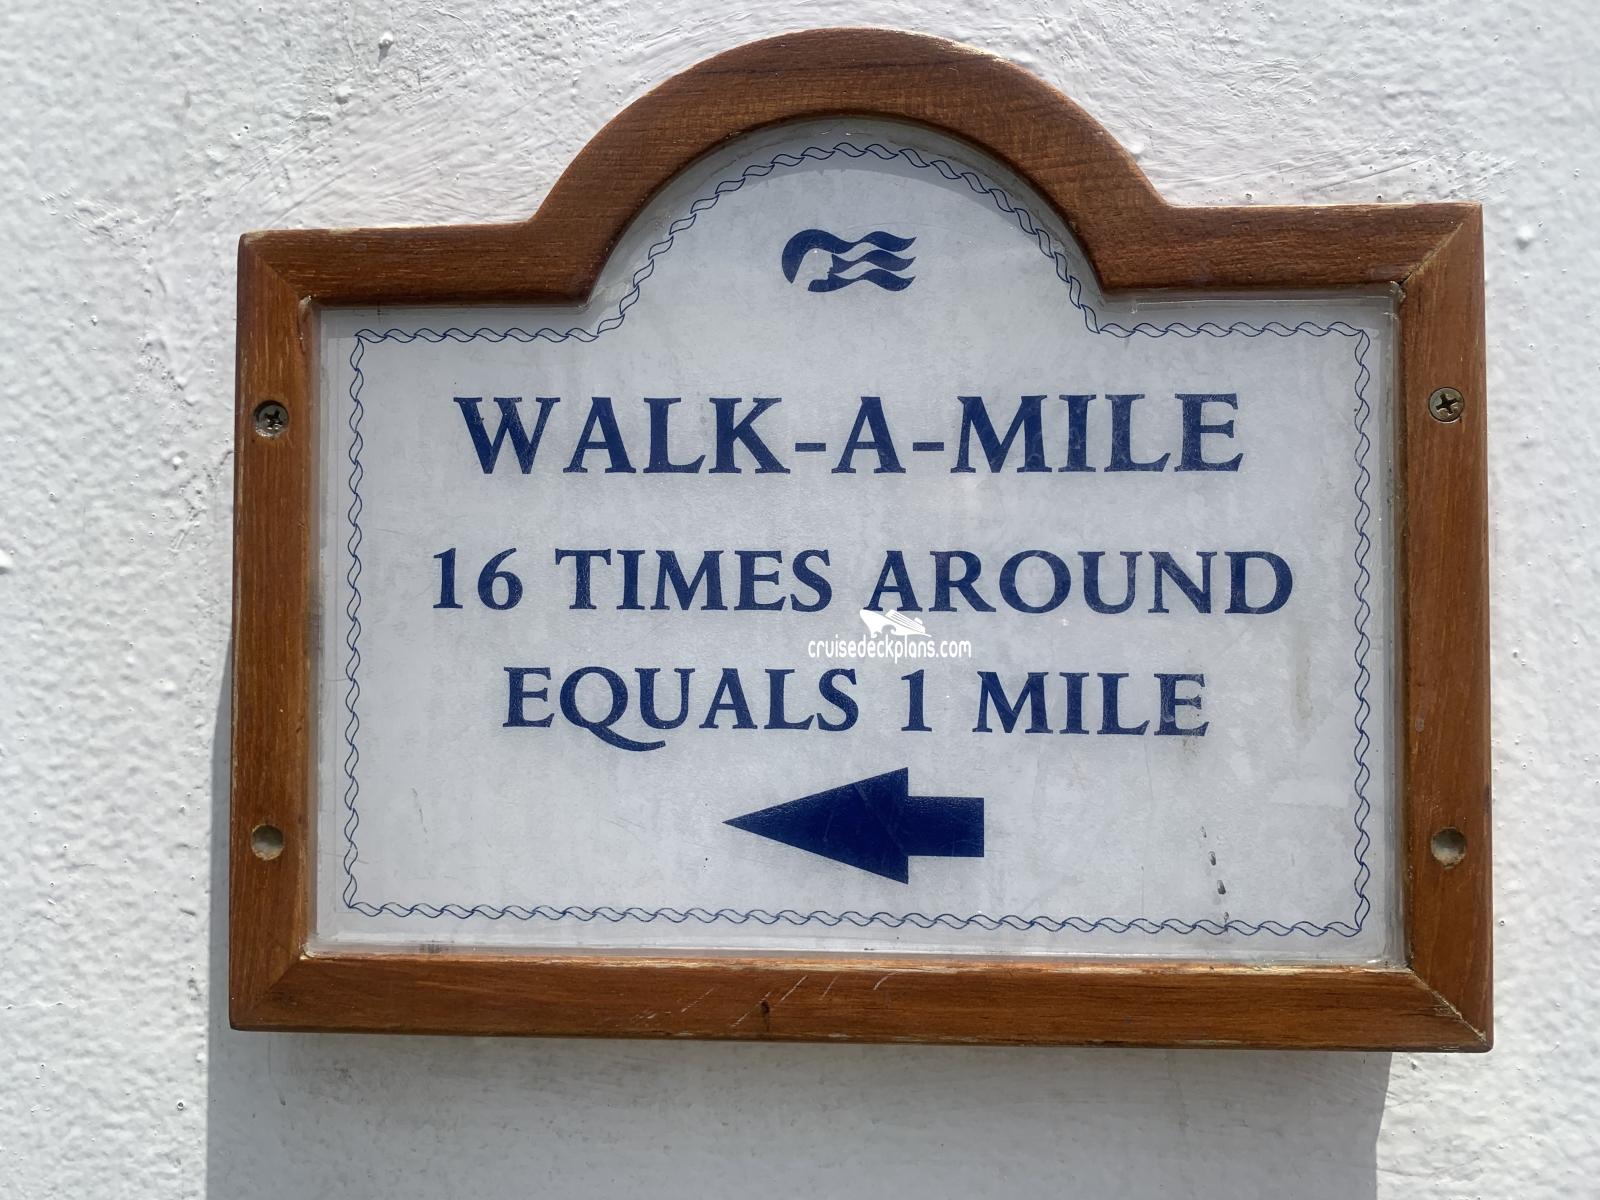 WALK-A-MILE
16 TIMES AROUND
cruisedeckplans.com
EQUALS 1 MILE